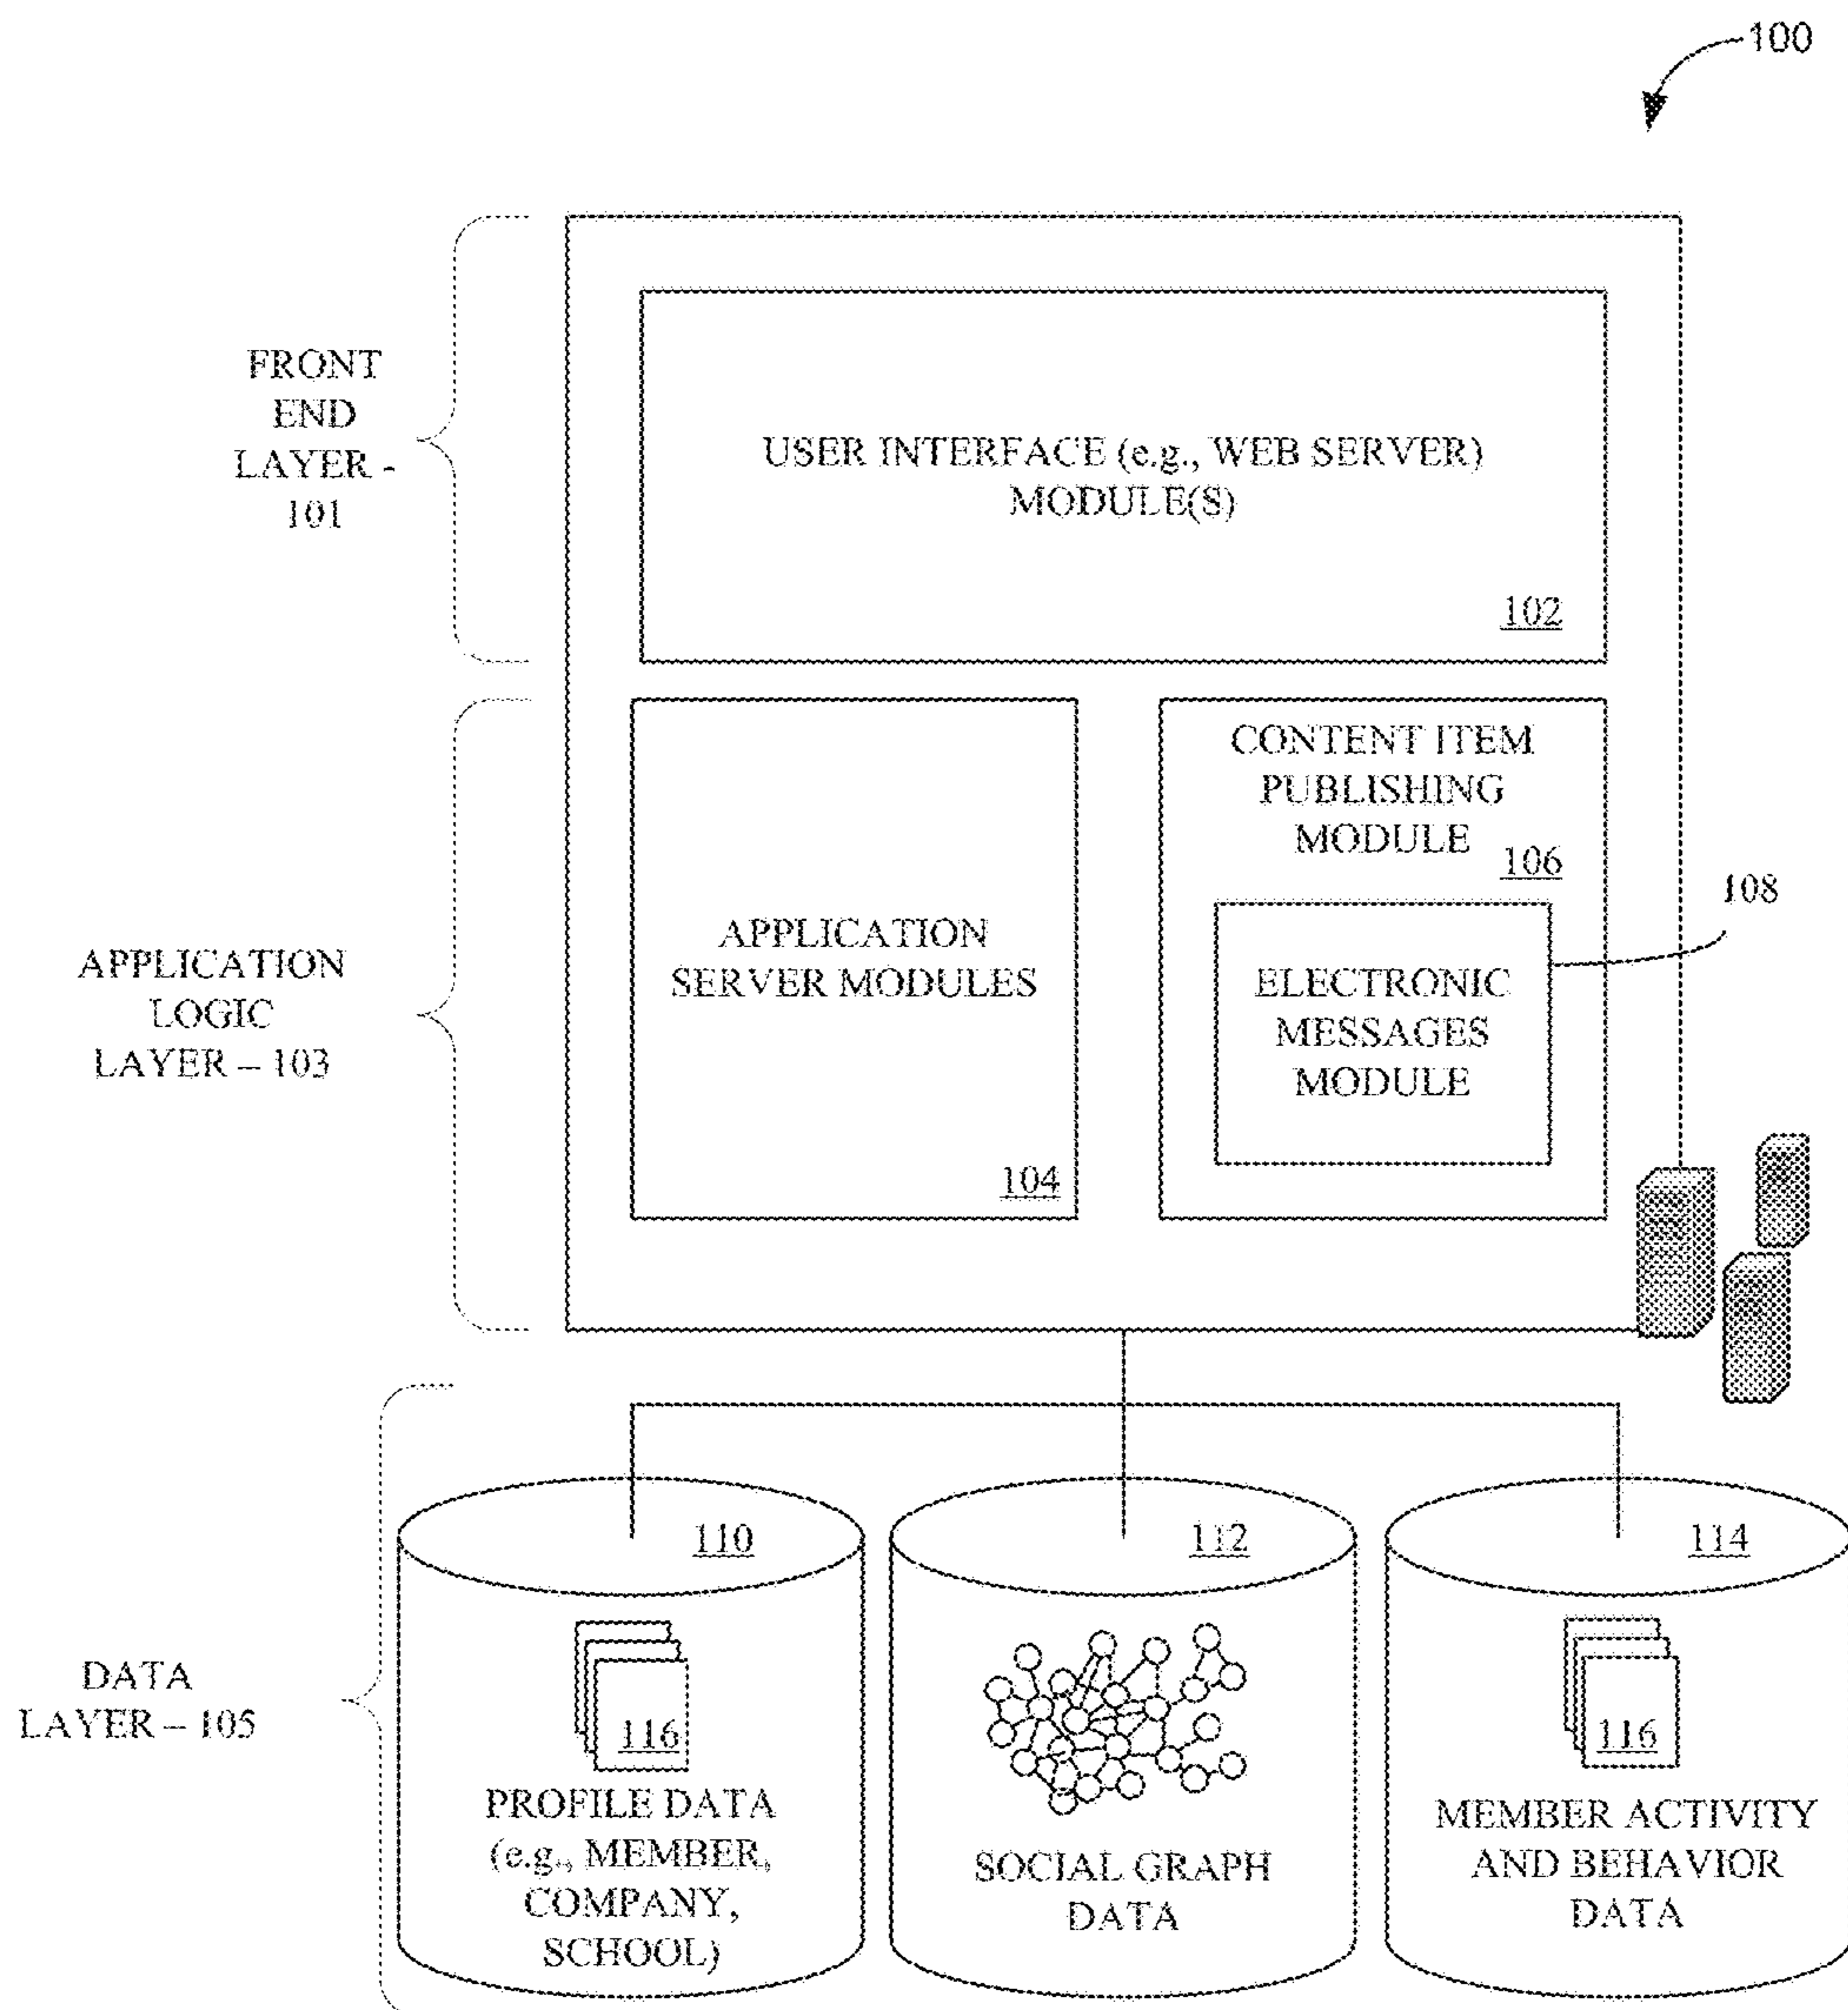 100
FRONT
END
LAYER -
101
USER INTERFACE (e.g., WEB SERVER)
MODULE(S)
102
APPLICATION
LOGIC
LAYER – 103
APPLICATION
SERVER MODULES
104
CONTENT ITEM
PUBLISHING
MODULE
106
108
ELECTRONIC
MESSAGES
MODULE
DATA
LAYER – 105
110
116
PROFILE DATA
(e.g., MEMBER,
COMPANY,
SCHOOL)
112
SOCIAL GRAPH
DATA
114
116
MEMBER ACTIVITY
AND BEHAVIOR
DATA